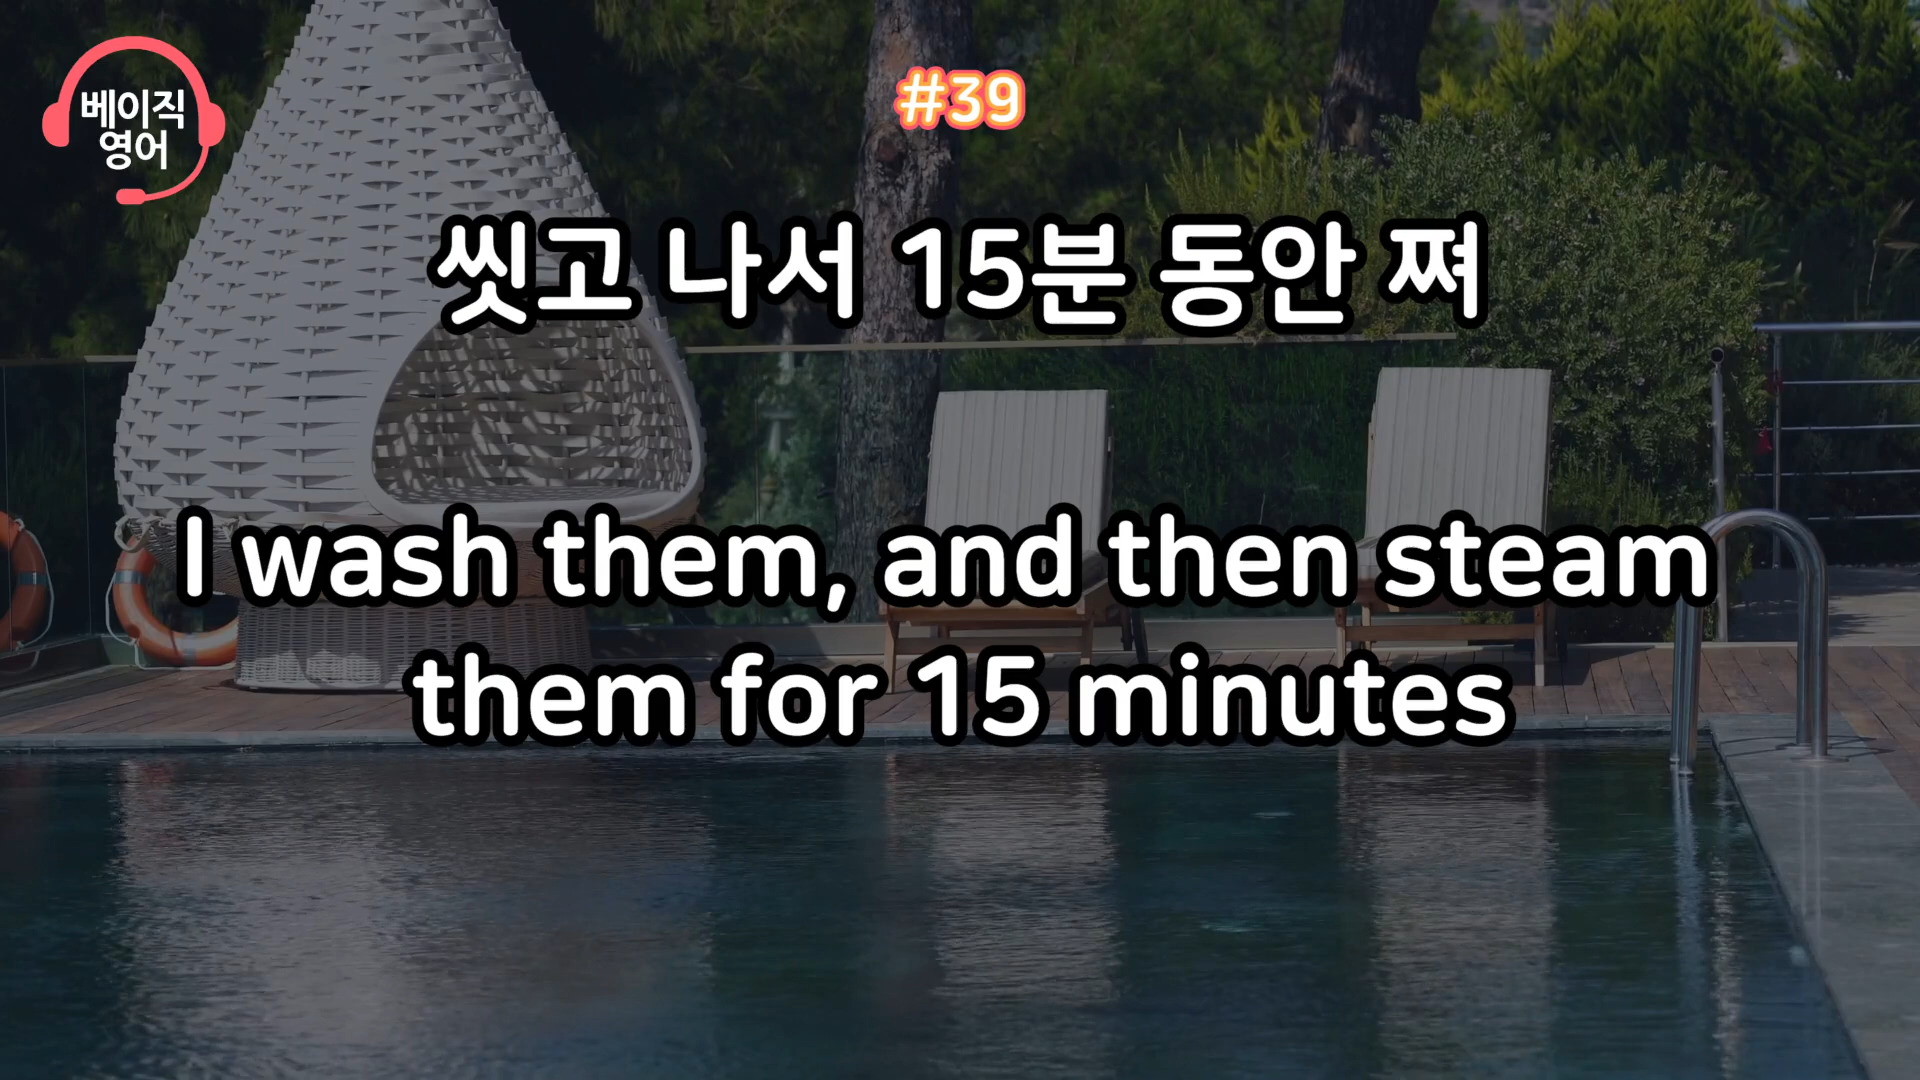 베이직
영어
#39
씻고 나서 15분 동안 쪄
I wash them, and then steam
them for 15 minutes